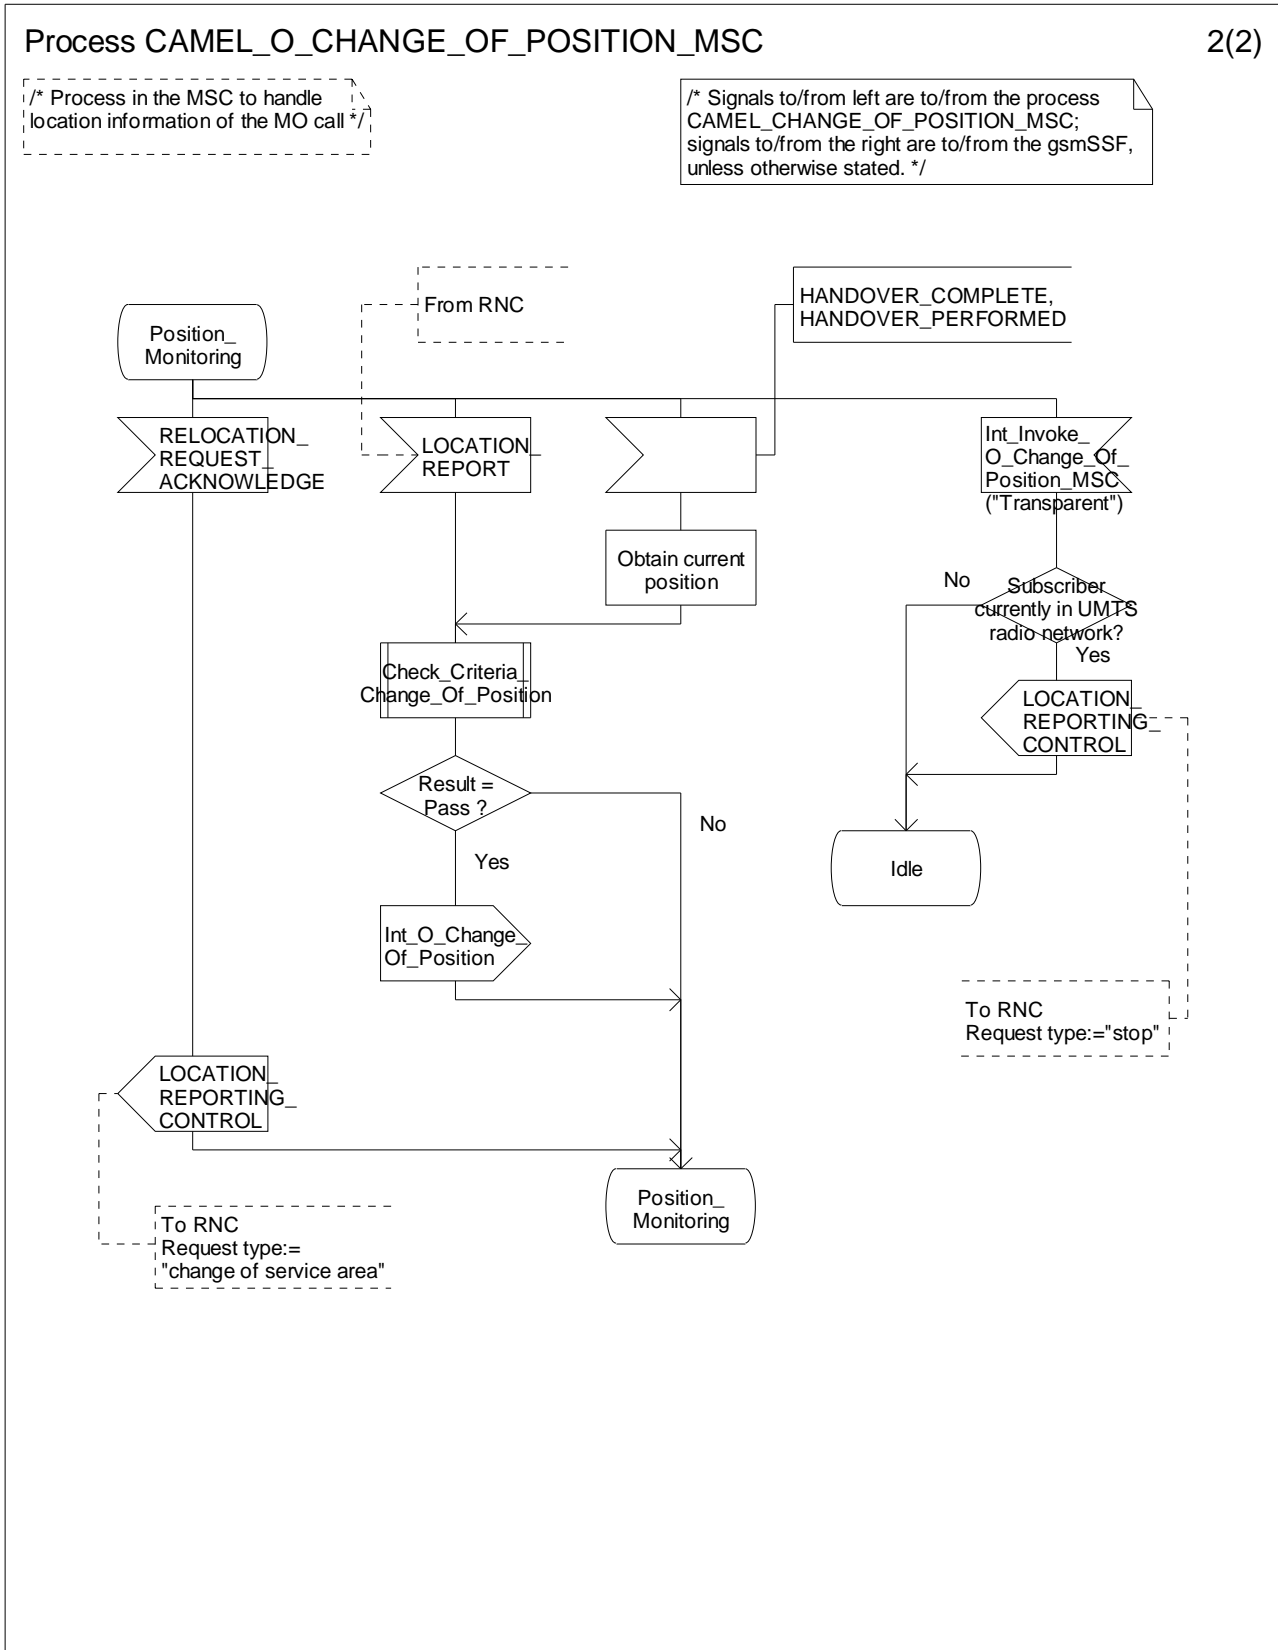 Process CAMEL_O_CHANGE_OF_POSITION_MSC
2(2)
/* Process in the MSC to handle
location information of the MO call */
/* Signals to/from left are to/from the process
CAMEL_CHANGE_OF_POSITION_MSC;
signals to/from the right are to/from the gsmSSF,
unless otherwise stated. */
From RNC
HANDOVER_COMPLETE,
HANDOVER_PERFORMED
Position_
Monitoring
RELOCATION_
REQUEST_
ACKNOWLEDGE
LOCATION_
REPORT
Int_Invoke_
O_Change_Of_
Position_MSC
("Transparent")
Obtain current
position
No
Subscriber
currently in UMTS
radio network?
Yes
Check_Criteria_
Change_Of_Position
LOCATION_
REPORTING_
CONTROL
Result =
Pass ?
No
Yes
Idle
Int_O_Change_
Of_Position
To RNC
Request type:="stop"
LOCATION_
REPORTING_
CONTROL
Position_
Monitoring
To RNC
Request type:=
"change of service area"